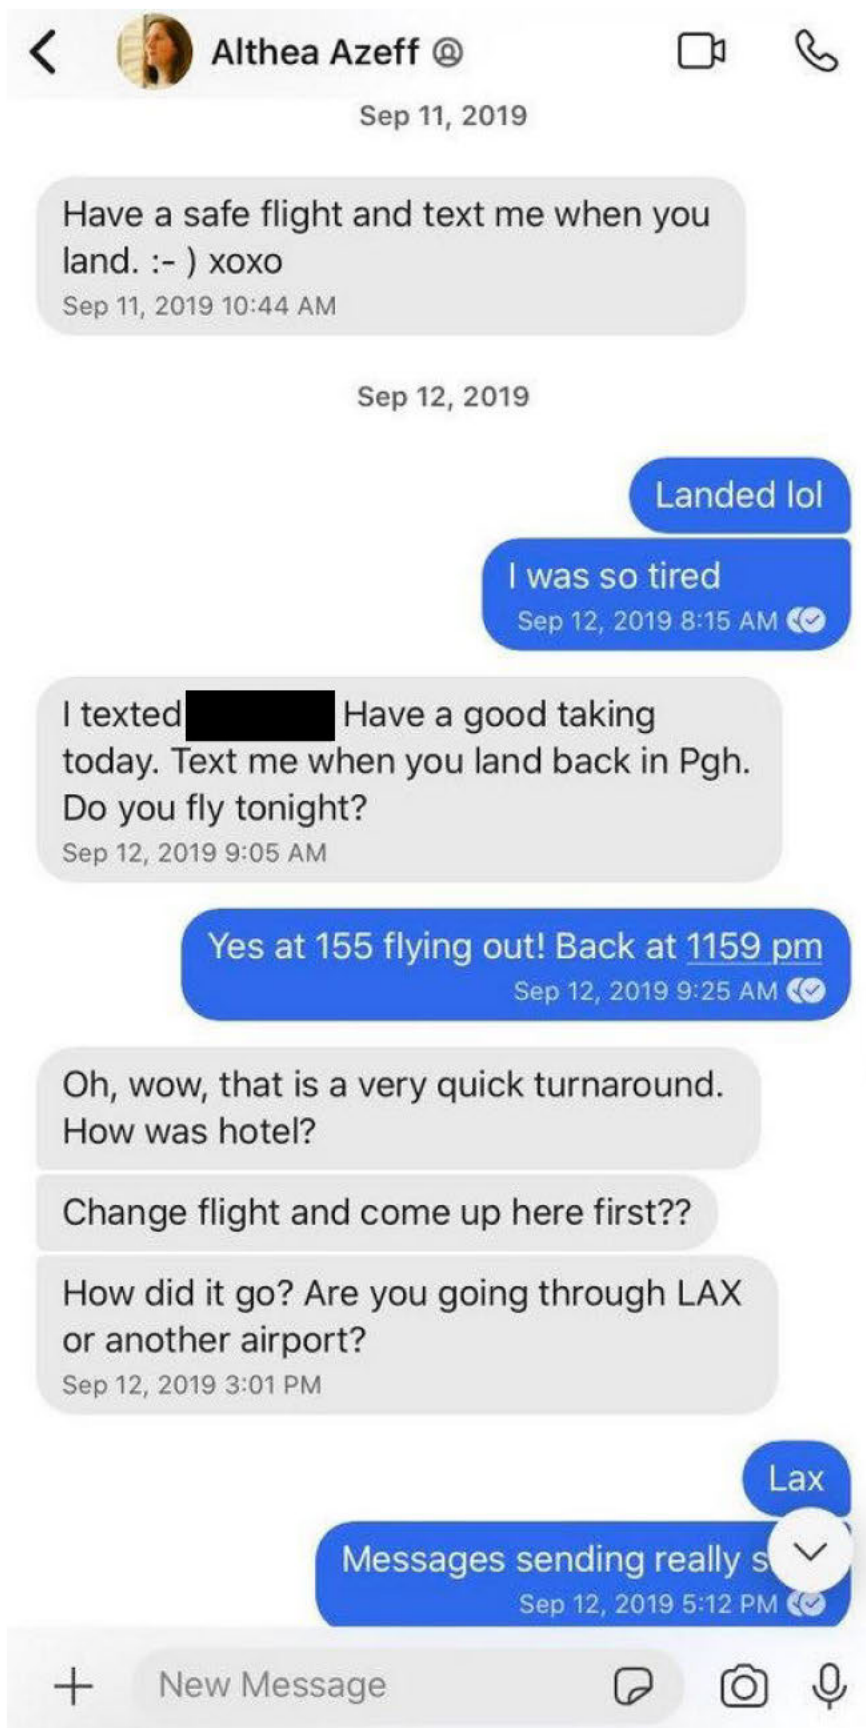 Althea Azeff
Sep 11, 2019
Have a safe flight and text me when you
land. :- ) xoxo
Sep 11, 2019 10:44 AM
Sep 12, 2019
Landed lol
I was so tired
Sep 12, 2019 8:15 AM
I texted Have a good taking
today. Text me when you land back in Pgh.
Do you fly tonight?
Sep 12, 2019 9:05 AM
Yes at 155 flying out! Back at 1159 pm
Sep 12, 2019 9:25 AM
Oh, wow, that is a very quick turnaround.
How was hotel?
Change flight and come up here first??
How did it go? Are you going through LAX
or another airport?
Sep 12, 2019 3:01 PM
Lax
Messages sending really
Sep 12, 2019 5:12 PM
New Message